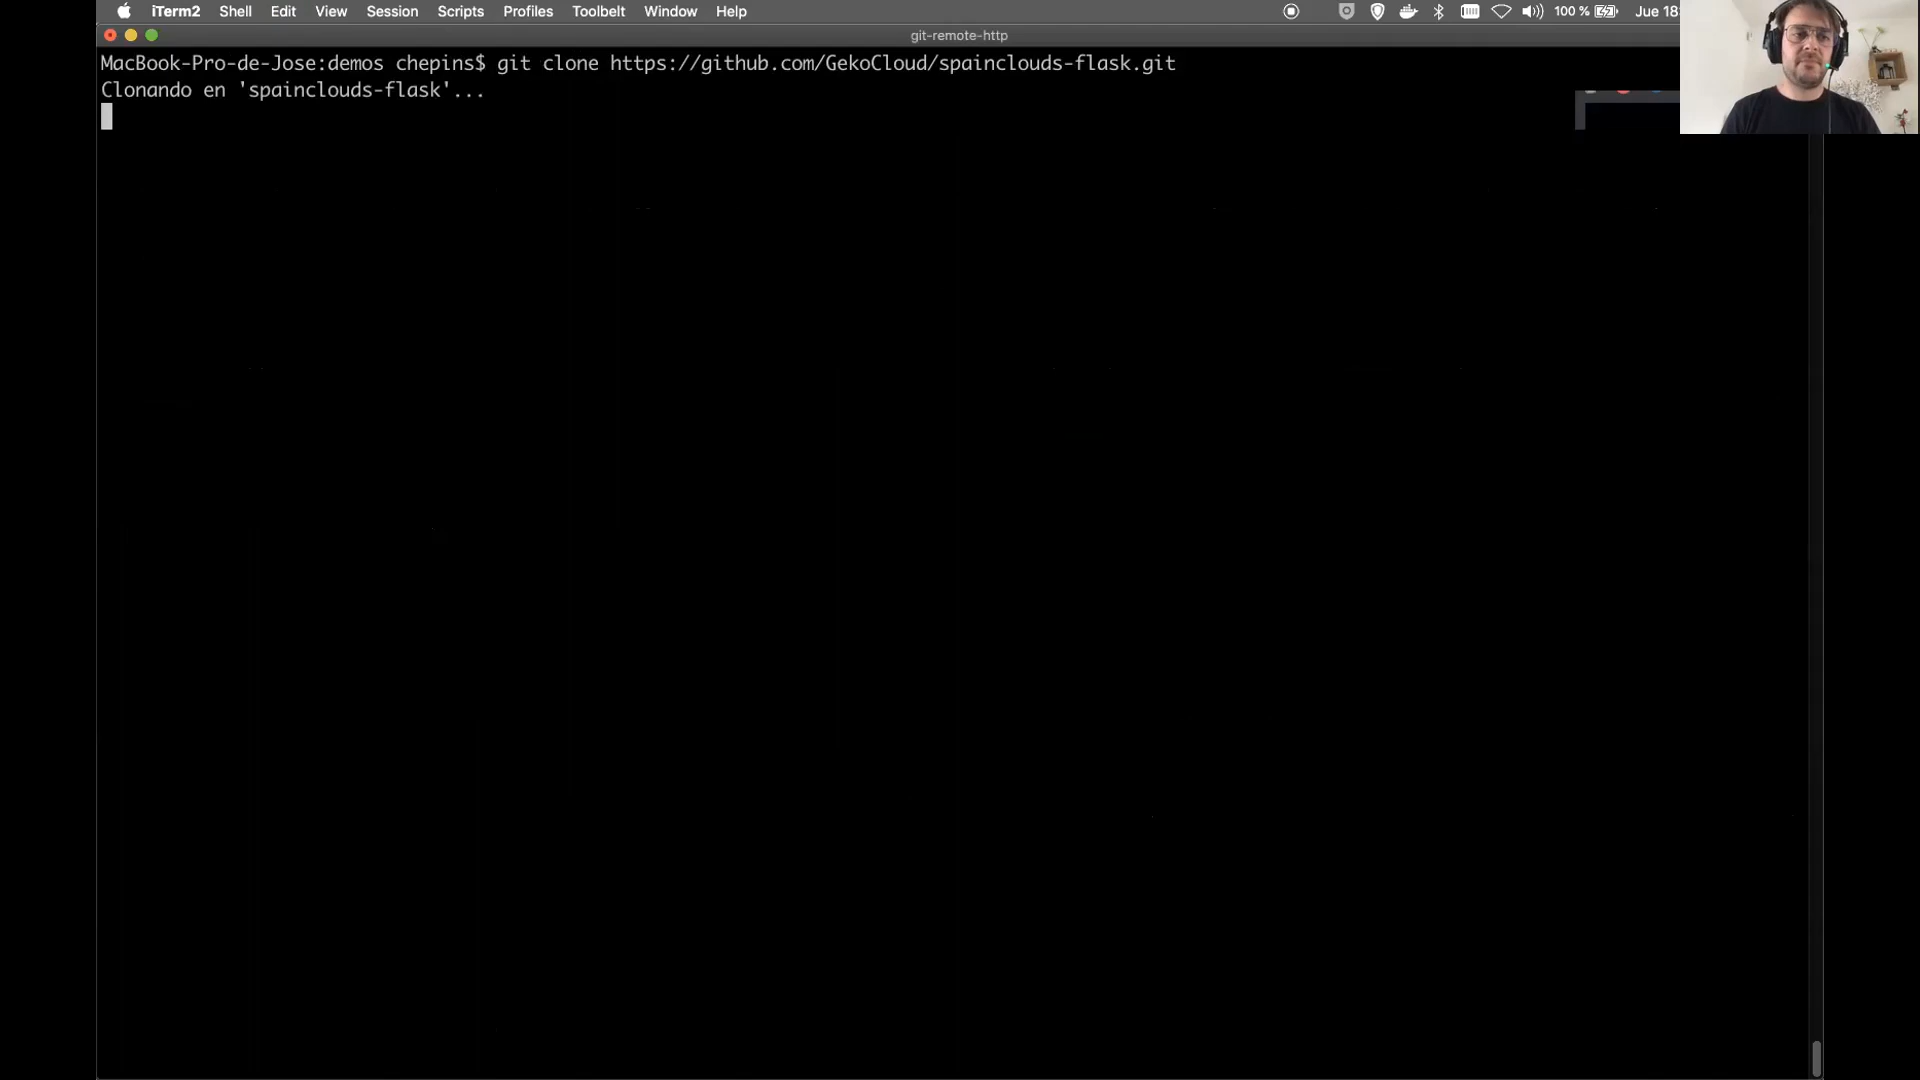 iTerm2 Shell Edit View Session Scripts Profiles Toolbelt Window Help 100 % Jue 18
git-remote-http
MacBook-Pro-de-Jose:demos chepins$ git clone https://github.com/GekoCloud/spainclouds-flask.git
Clonando en 'spainclouds-flask'...